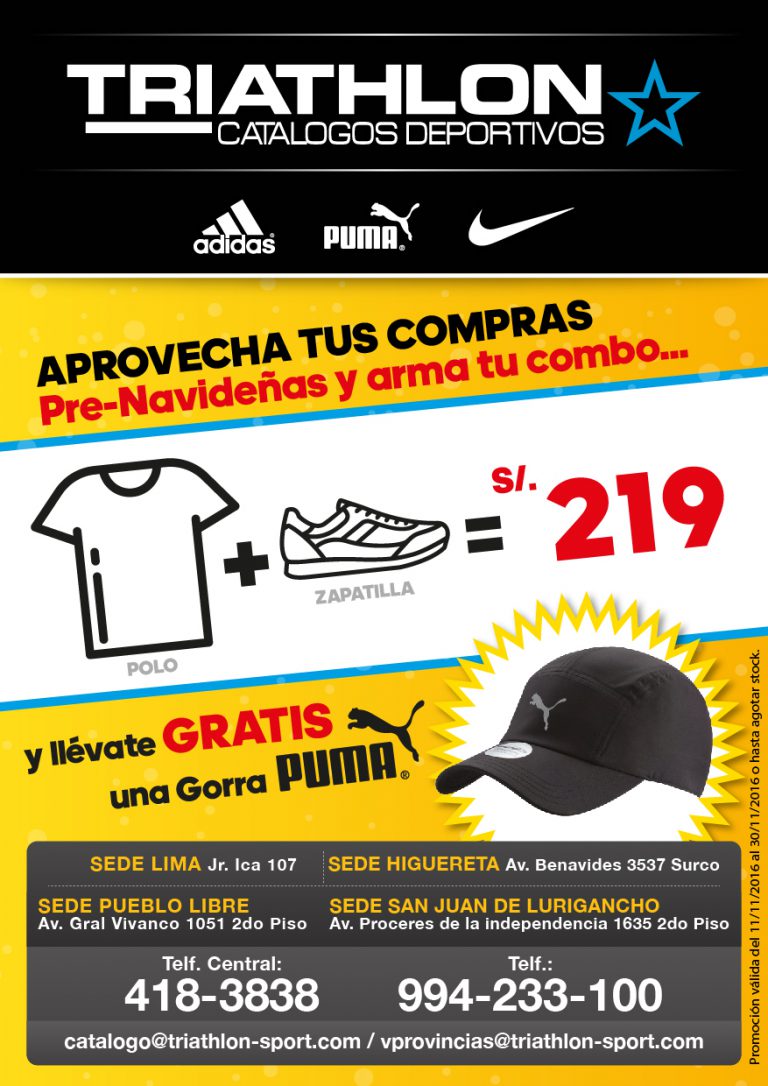 TRIATHLON
CATALOGOS DEPORTIVOS
adidas PUMA®
APROVECHA TUS COMPRAS
Pre-Navideñas y arma tu combo...
POLO + ZAPATILLA = S/. 219
y llévate GRATIS
una Gorra PUMA®
SEDE LIMA Jr. Ica 107
SEDE HIGUERETA Av. Benavides 3537 Surco
SEDE PUEBLO LIBRE
Av. Gral Vivanco 1051 2do Piso
SEDE SAN JUAN DE LURIGANCHO
Av. Proceres de la independencia 1635 2do Piso
Telf. Central:
418-3838
Telf.:
994-233-100
catalogo@triathlon-sport.com / vprovincias@triathlon-sport.com
Promoción válida del 11/11/2016 al 30/11/2016 o hasta agotar stock.